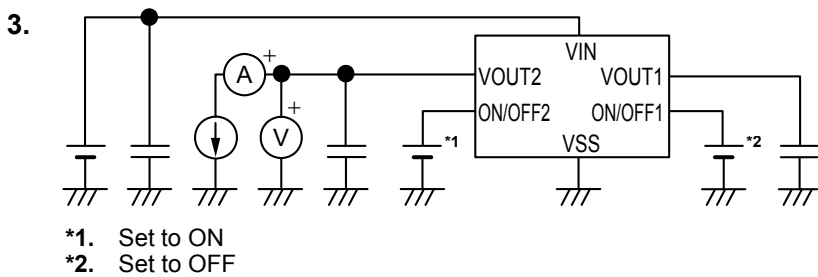 3.
VIN
A +
VOUT2 VOUT1
ON/OFF2 ON/OFF1
V +
*1 *2
VSS
*1. Set to ON
*2. Set to OFF